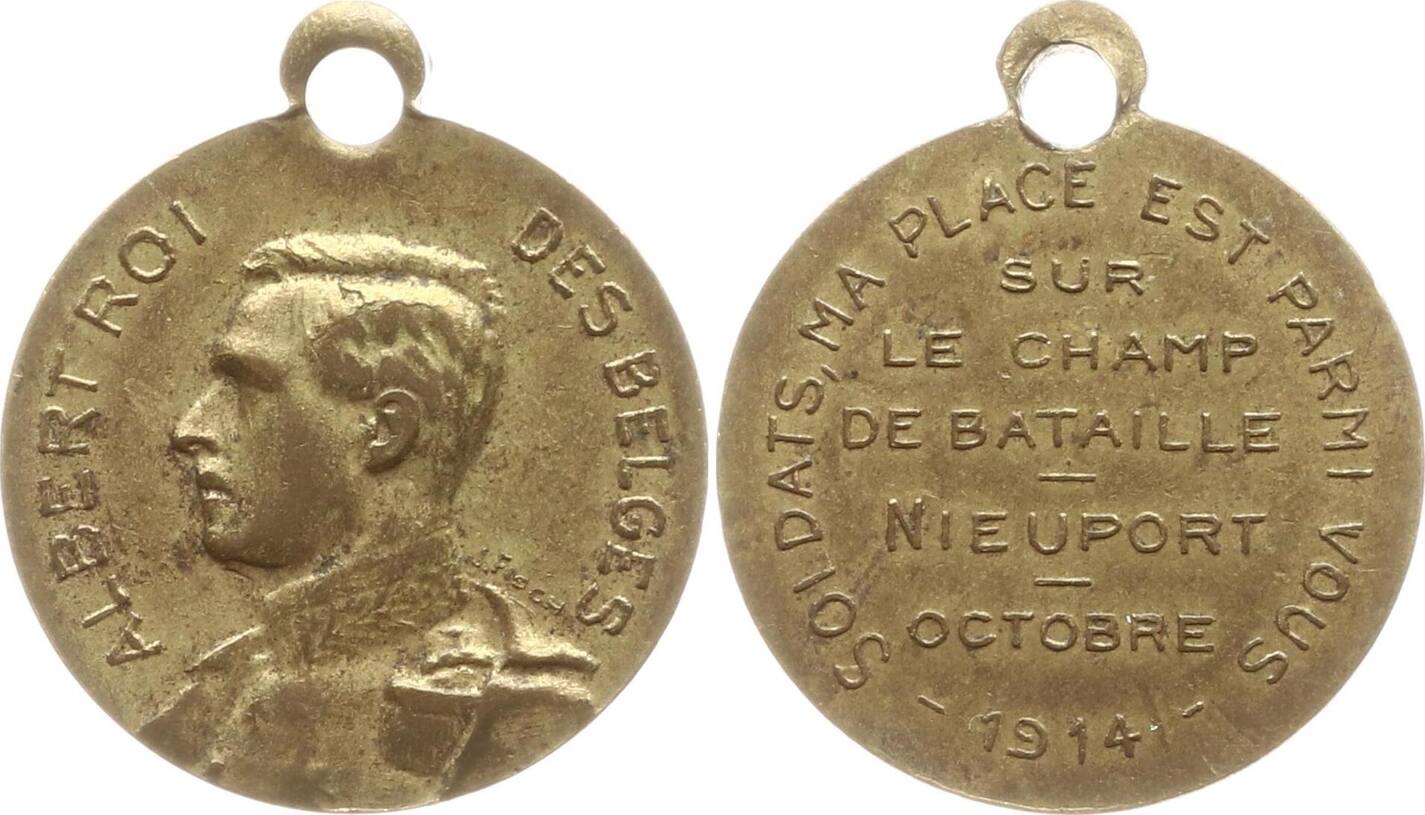 ALBERT ROI DES BELGES
J. FISCH
SOLDATS, MA PLACE EST PARMI VOUS
SUR
LE CHAMP
DE BATAILLE
—
NIEUPORT
—
OCTOBRE
- 1914 -